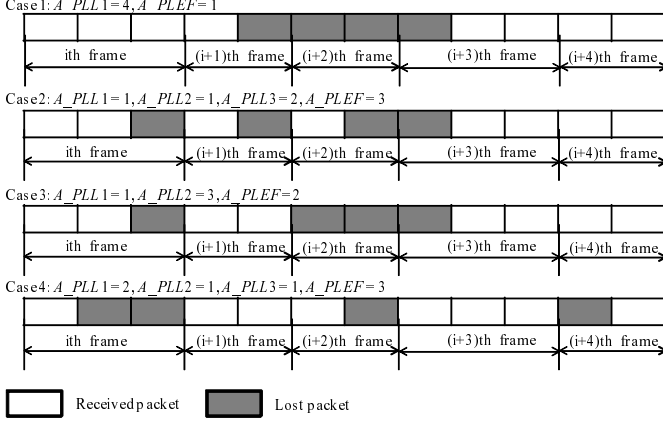 Case1: A_PLL1=4, A_PLEF=1
ith frame (i+1)th frame (i+2)th frame (i+3)th frame (i+4)th frame
Case2: A_PLL1=1, A_PLL2=1, A_PLL3=2, A_PLEF=3
ith frame (i+1)th frame (i+2)th frame (i+3)th frame (i+4)th frame
Case3: A_PLL1=1, A_PLL2=3, A_PLEF=2
ith frame (i+1)th frame (i+2)th frame (i+3)th frame (i+4)th frame
Case4: A_PLL1=2, A_PLL2=1, A_PLL3=1, A_PLEF=3
ith frame (i+1)th frame (i+2)th frame (i+3)th frame (i+4)th frame
Received packet Lost packet